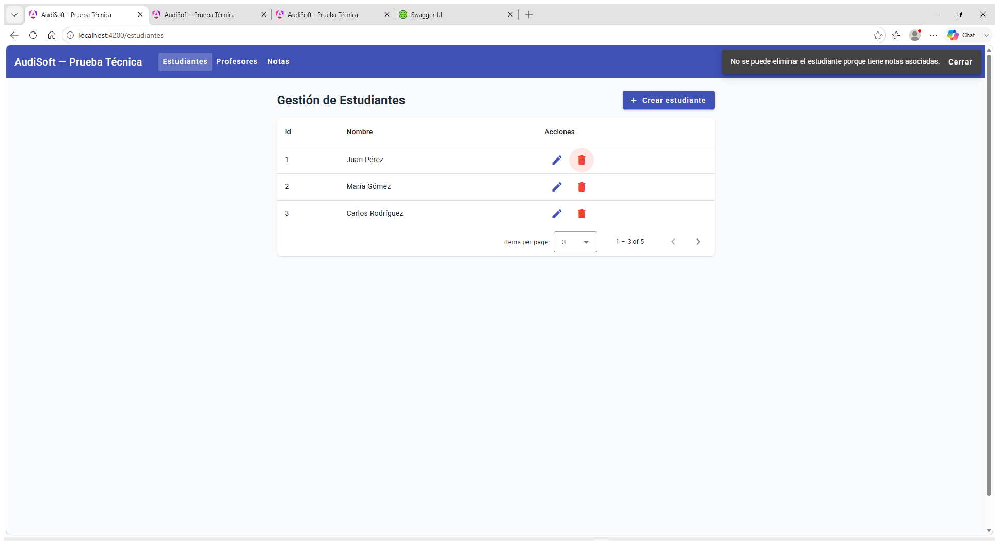 AudiSoft - Prueba Técnica
AudiSoft - Prueba Técnica
AudiSoft - Prueba Técnica
Swagger UI
localhost:4200/estudiantes
Chat
AudiSoft — Prueba Técnica
Estudiantes
Profesores
Notas
No se puede eliminar el estudiante porque tiene notas asociadas.
Cerrar
Gestión de Estudiantes
+ Crear estudiante
Id Nombre Acciones
1 Juan Pérez
2 María Gómez
3 Carlos Rodríguez
Items per page: 3 1 – 3 of 5